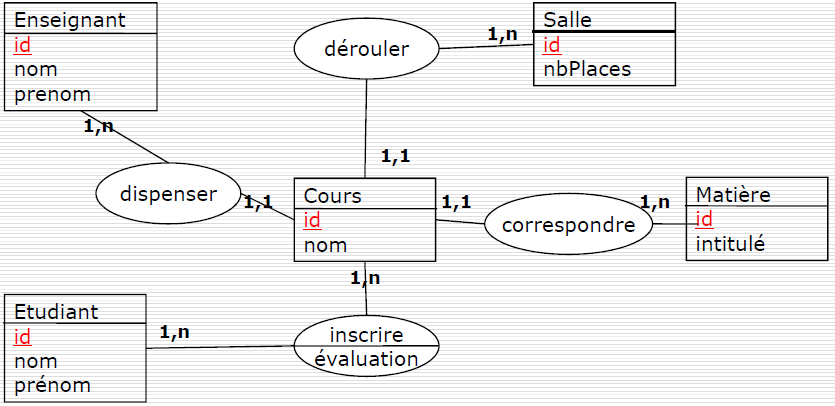 Enseignant
id
nom
prenom
1,n
dérouler
1,n
Salle
id
nbPlaces
1,1
dispenser
1,1
Cours
id
nom
1,1
correspondre
1,n
Matière
id
intitulé
1,n
Etudiant
id
nom
prénom
1,n
inscrire
évaluation